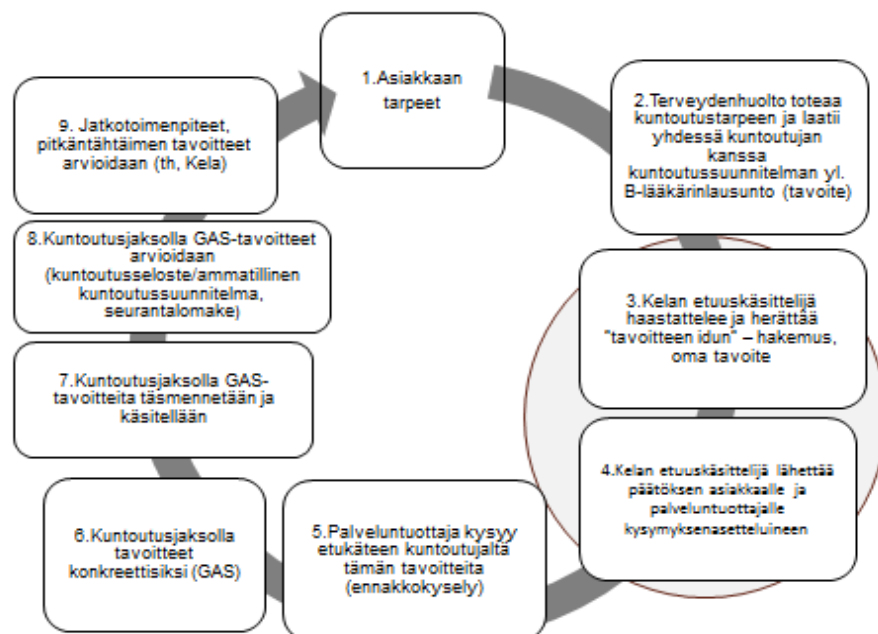 1.Asiakkaan
tarpeet
2.Terveydenhuolto toteaa
kuntoutustarpeen ja laatii
yhdessä kuntoutujan
kanssa
kuntoutussuunnitelman yl.
B-lääkärinlausunto (tavoite)
3.Kelan etuuskäsittelijä
haastattelee ja herättää
"tavoitteen idun" – hakemus,
oma tavoite
4.Kelan etuuskäsittelijä lähettää
päätöksen asiakkaalle ja
palveluntuottajalle
kysymyksenasetteluineen
5.Palveluntuottaja kysyy
etukäteen kuntoutujalta
tämän tavoitteita
(ennakkokysely)
6.Kuntoutusjaksolla
tavoitteet
konkreettisiksi (GAS)
7.Kuntoutusjaksolla GAS-
tavoitteita täsmennetään ja
käsitellään
8.Kuntoutusjaksolla GAS-tavoitteet
arvioidaan
(kuntoutusseloste/ammatillinen
kuntoutussuunnitelma,
seurantalomake)
9. Jatkotoimenpiteet,
pitkäntähtäimen tavoitteet
arvioidaan (th, Kela)